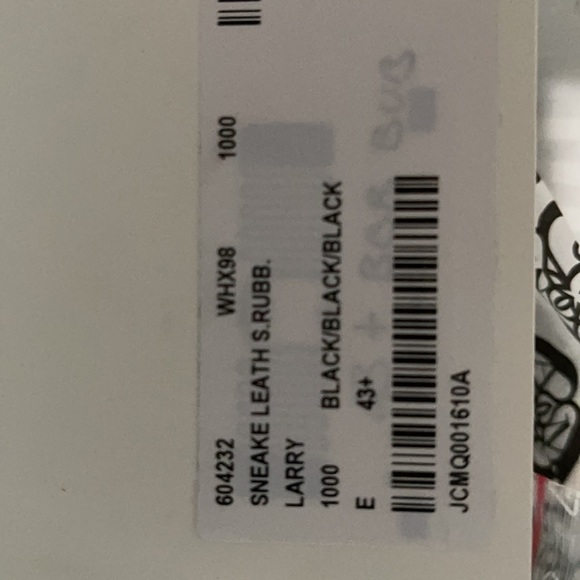 604232 WHX98 1000
SNEAKE LEATH S.RUBB.
LARRY
1000 BLACK/BLACK/BLACK
E 43+
JCMQ001610A